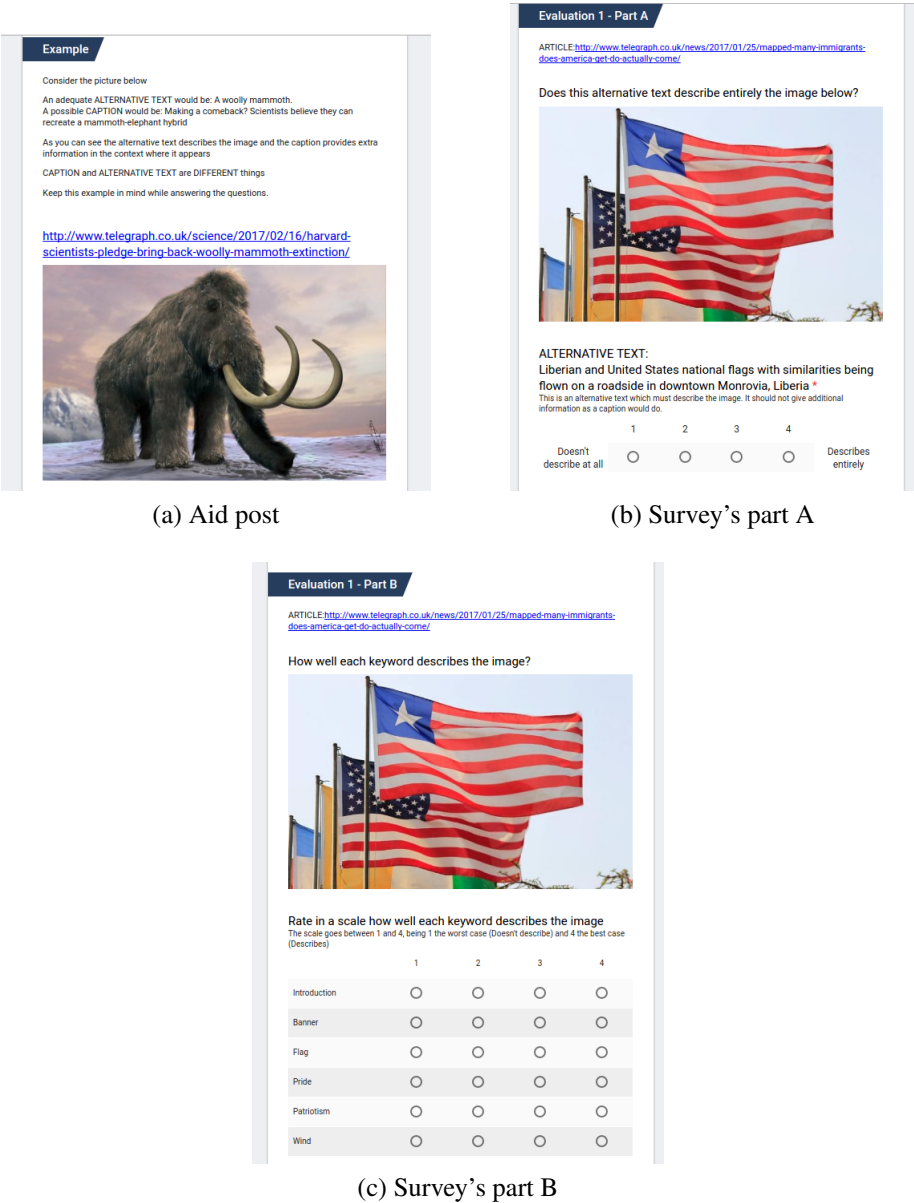 Example
Consider the picture below
An adequate ALTERNATIVE TEXT would be: A woolly mammoth.
A possible CAPTION would be: Making a comeback? Scientists believe they can
recreate a mammoth-elephant hybrid
As you can see the alternative text describes the image and the caption provides extra
information in the context where it appears
CAPTION and ALTERNATIVE TEXT are DIFFERENT things
Keep this example in mind while answering the questions.
http://www.telegraph.co.uk/science/2017/02/16/harvard-
scientists-pledge-bring-back-woolly-mammoth-extinction/
(a) Aid post
Evaluation 1 - Part A
ARTICLE:http://www.telegraph.co.uk/news/2017/01/25/mapped-many-immigrants-
does-america-get-do-actually-come/
Does this alternative text describe entirely the image below?
ALTERNATIVE TEXT:
Liberian and United States national flags with similarities being
flown on a roadside in downtown Monrovia, Liberia *
This is an alternative text which must describe the image. It should not give additional
information as a caption would do.
1 2 3 4
Doesn't
describe at all
Describes
entirely
(b) Survey's part A
Evaluation 1 - Part B
ARTICLE:http://www.telegraph.co.uk/news/2017/01/25/mapped-many-immigrants-
does-america-get-do-actually-come/
How well each keyword describes the image?
Rate in a scale how well each keyword describes the image
The scale goes between 1 and 4, being 1 the worst case (Doesn't describe) and 4 the best case
(Describes)
1 2 3 4
Introduction
Banner
Flag
Pride
Patriotism
Wind
(c) Survey's part B